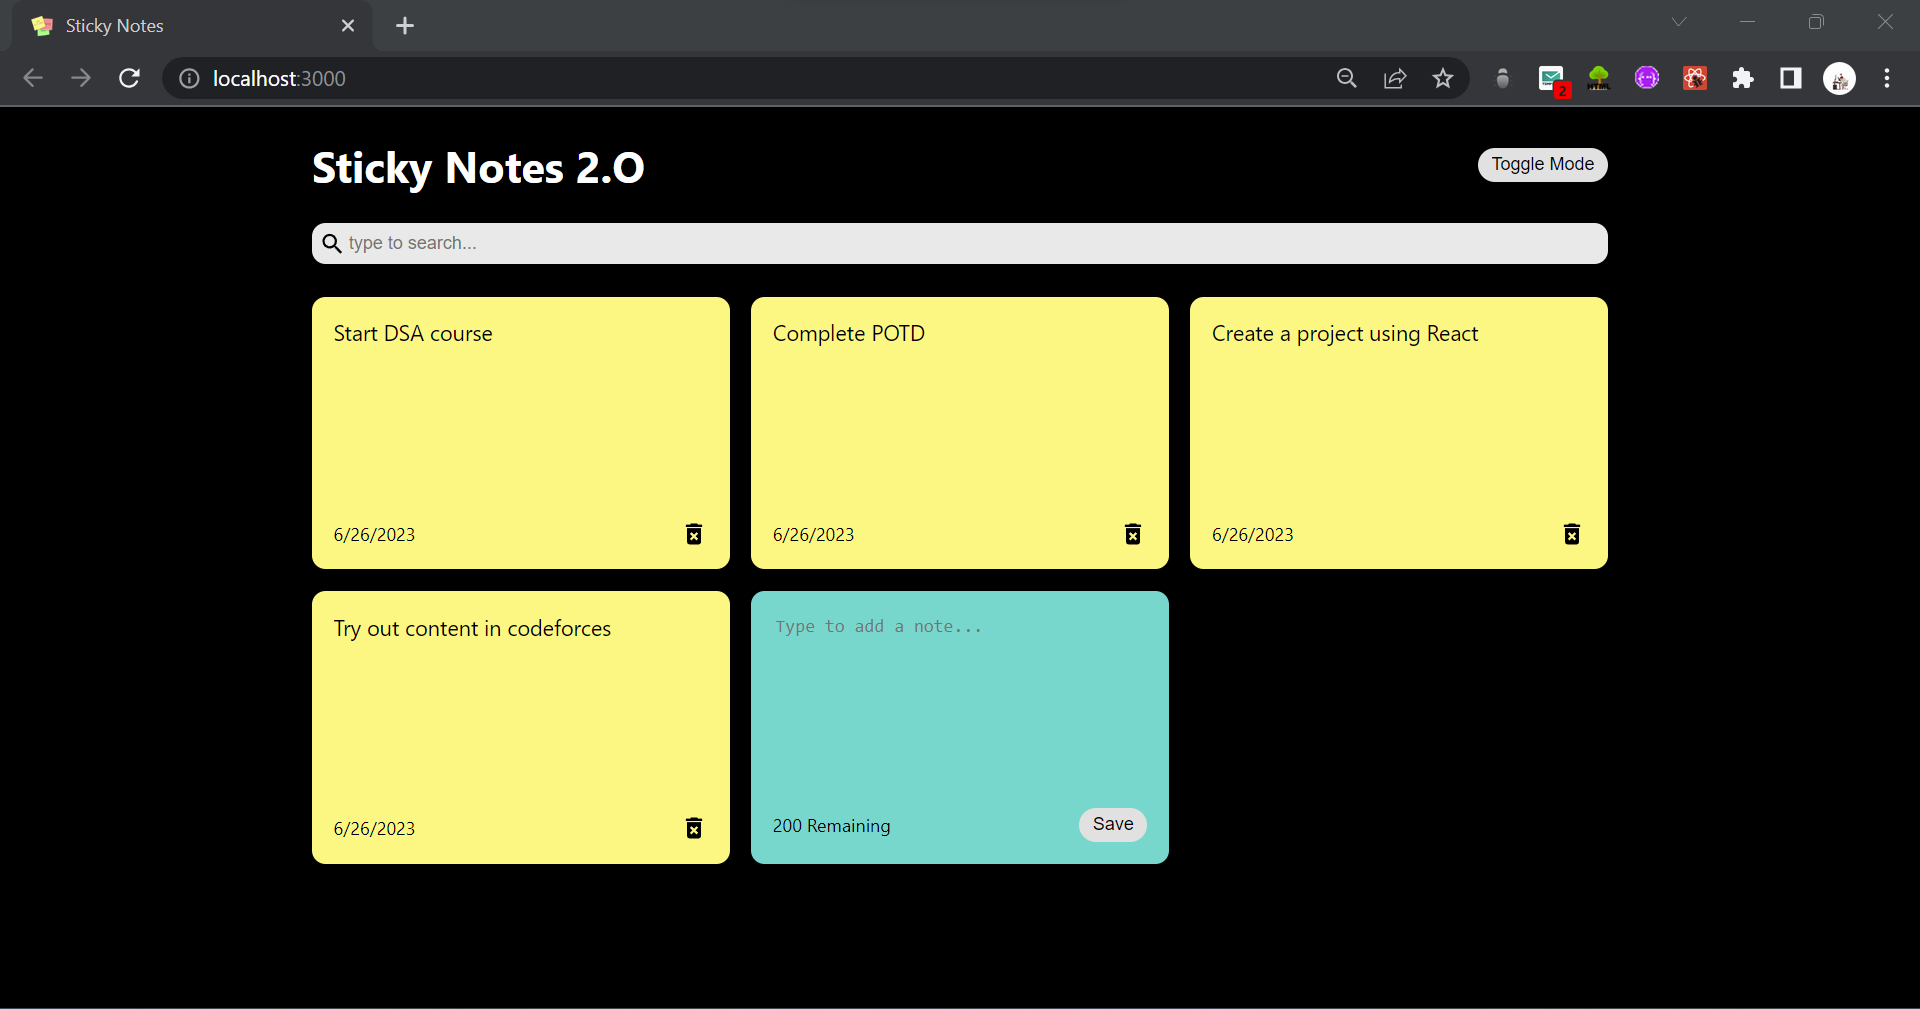 Sticky Notes
localhost:3000
2
Sticky Notes 2.O
Toggle Mode
type to search...
Start DSA course
6/26/2023
Complete POTD
6/26/2023
Create a project using React
6/26/2023
Try out content in codeforces
6/26/2023
Type to add a note...
200 Remaining
Save